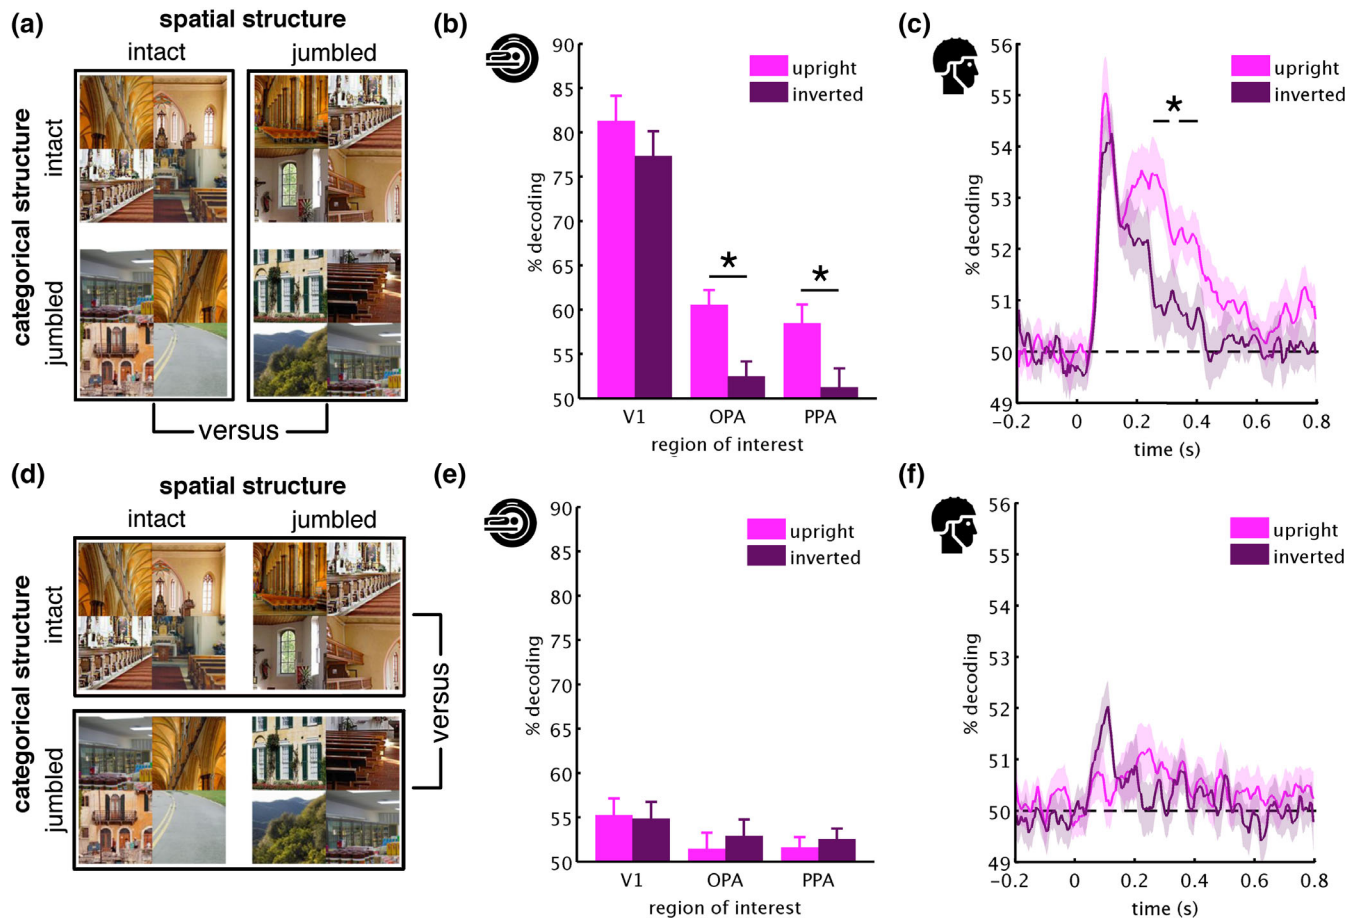 (a)
spatial structure
intact
jumbled
categorical structure
intact
jumbled
versus
(b)
90
85
80
75
70
65
60
55
50
% decoding
upright
inverted
*
*
V1
OPA
PPA
region of interest
(c)
56
55
54
53
52
51
50
49
% decoding
upright
inverted
*
−0.2
0
0.2
0.4
0.6
0.8
time (s)
(d)
spatial structure
intact
jumbled
categorical structure
intact
jumbled
versus
(e)
90
85
80
75
70
65
60
55
50
% decoding
upright
inverted
V1
OPA
PPA
region of interest
(f)
56
55
54
53
52
51
50
49
% decoding
upright
inverted
−0.2
0
0.2
0.4
0.6
0.8
time (s)